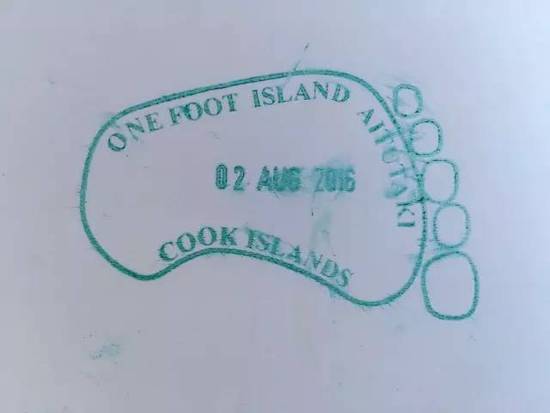 ONE FOOT ISLAND AITUTAKI
02 AUG 2016
COOK ISLANDS